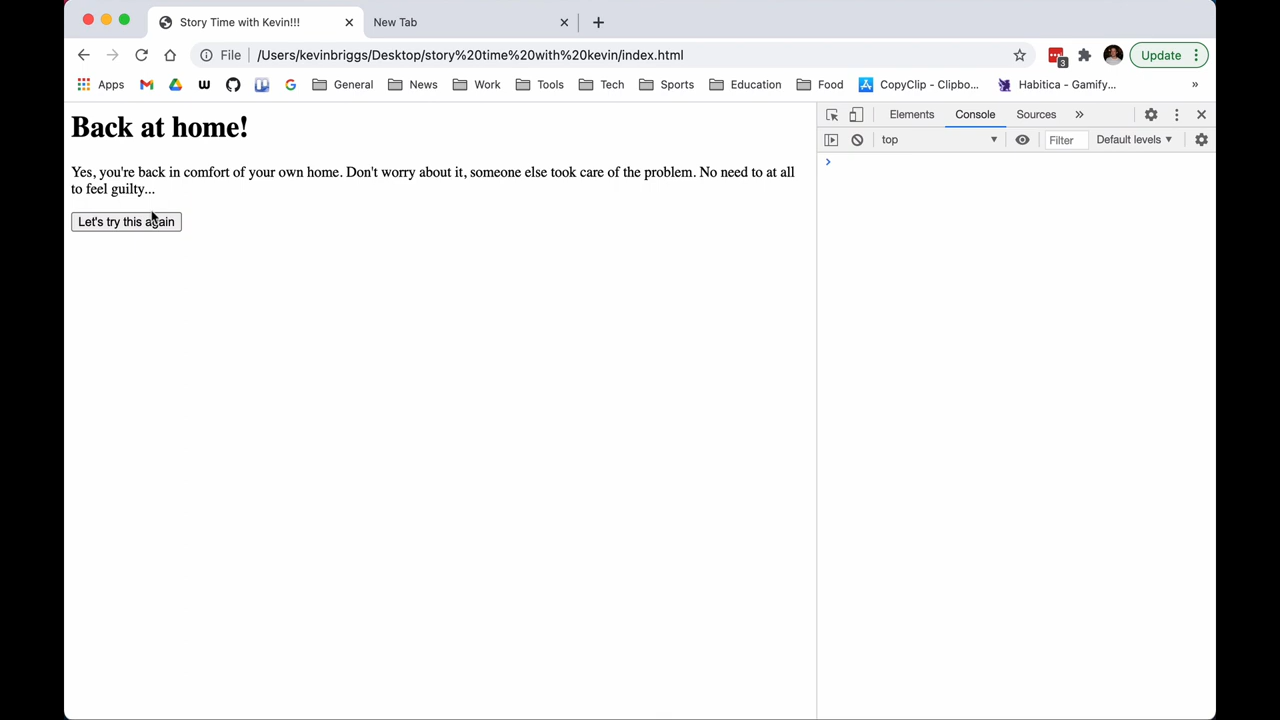 Story Time with Kevin!!!
New Tab
File
/Users/kevinbriggs/Desktop/story%20time%20with%20kevin/index.html
3
Update
Apps
G
General
News
Work
Tools
Tech
Sports
Education
Food
CopyClip - Clipbo...
Habitica - Gamify...
»
Back at home!
Yes, you're back in comfort of your own home. Don't worry about it, someone else took care of the problem. No need to at all
to feel guilty...
Let's try this again
Elements
Console
Sources
»
top
Filter
Default levels